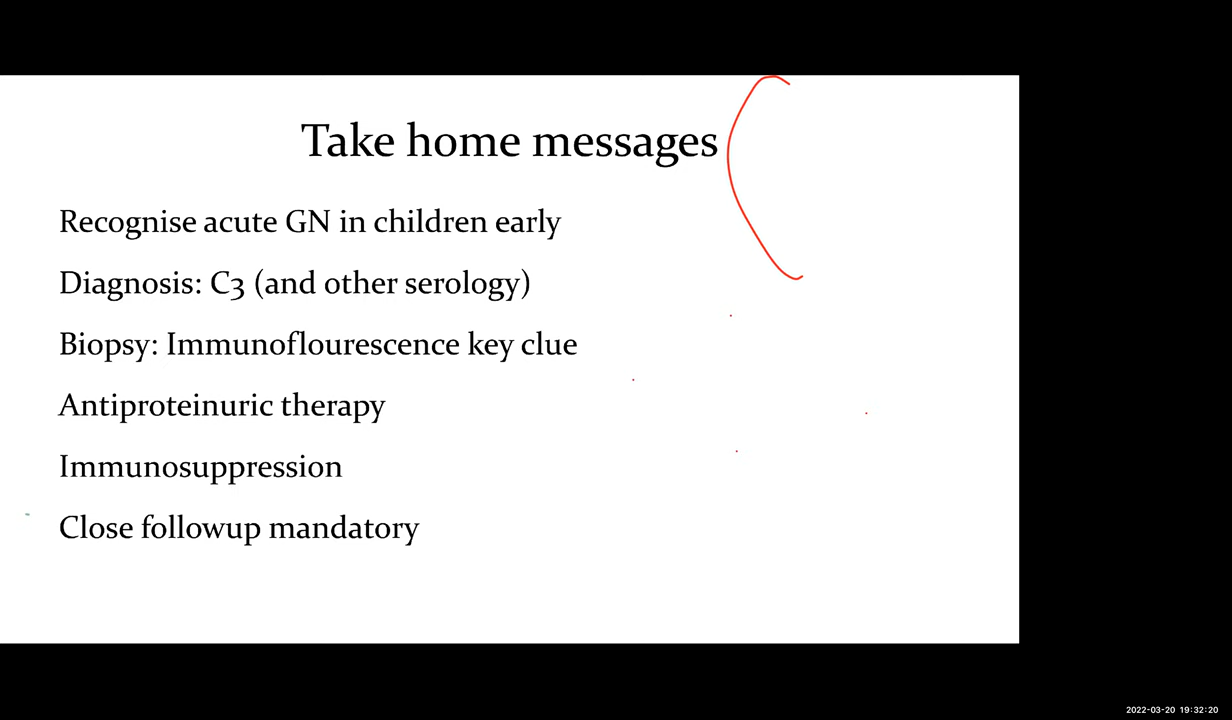 Take home messages
Recognise acute GN in children early
Diagnosis: C3 (and other serology)
Biopsy: Immunoflourescence key clue
Antiproteinuric therapy
Immunosuppression
Close followup mandatory
2022-03-20 19:32:20